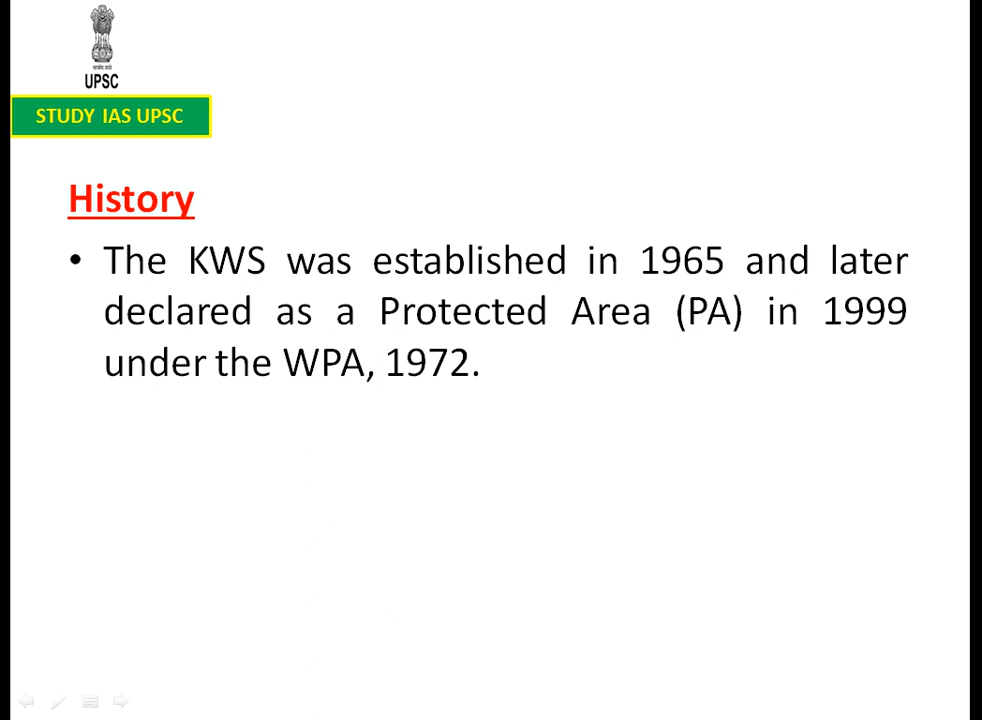 UPSC
STUDY IAS UPSC
History
• The KWS was established in 1965 and later
declared as a Protected Area (PA) in 1999
under the WPA, 1972.